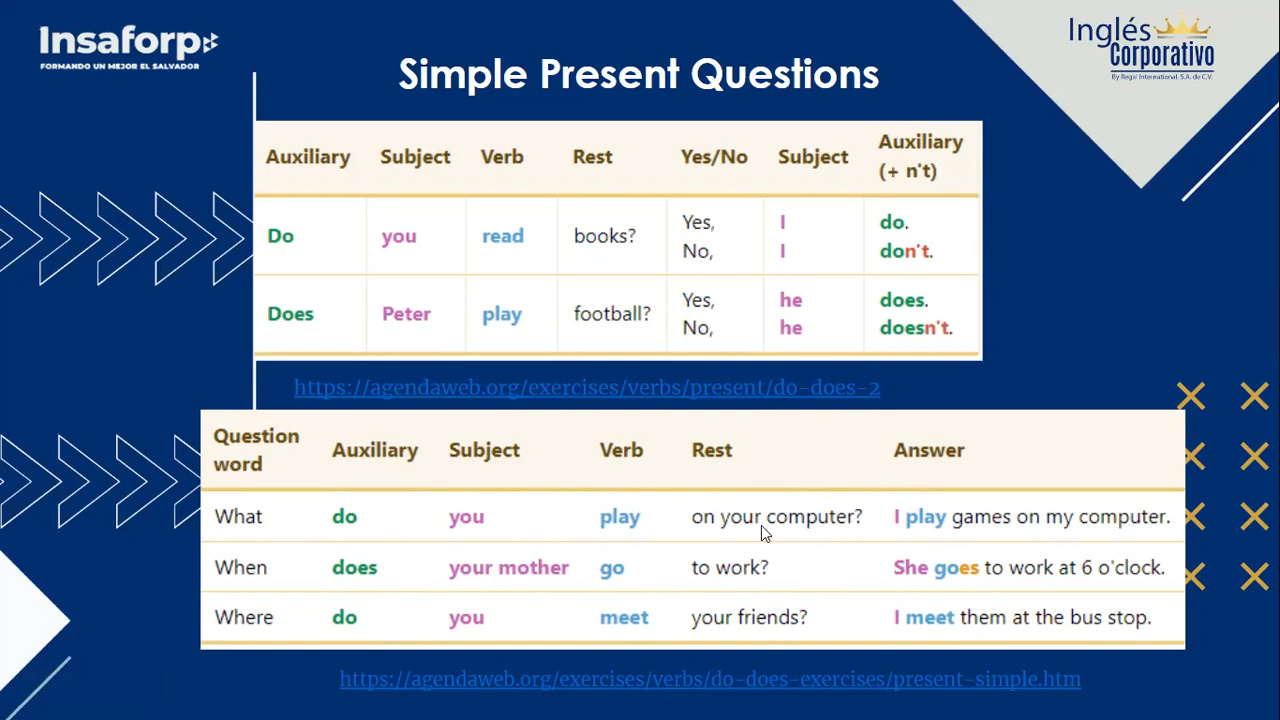 Insaforp
FORMANDO UN MEJOR EL SALVADOR
Inglés
Corporativo
By Regal International, S.A. de C.V.
Simple Present Questions
Auxiliary Subject Verb Rest Yes/No Subject Auxiliary (+ n't)
Do you read books? Yes, I do.
No, I don't.
Does Peter play football? Yes, he does.
No, he doesn't.
https://agendaweb.org/exercises/verbs/present/do-does-2
Question word Auxiliary Subject Verb Rest Answer
What do you play on your computer? I play games on my computer.
When does your mother go to work? She goes to work at 6 o'clock.
Where do you meet your friends? I meet them at the bus stop.
https://agendaweb.org/exercises/verbs/do-does-exercises/present-simple.htm